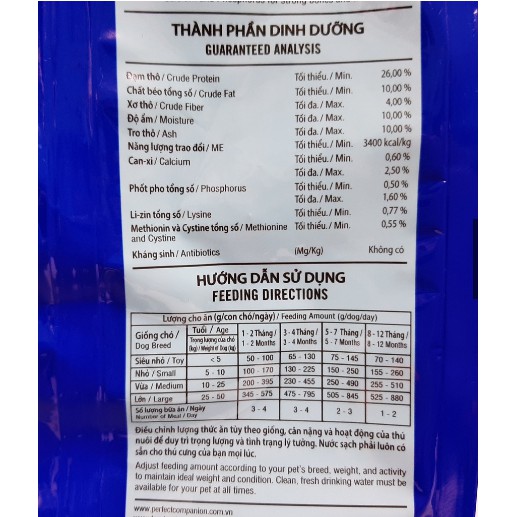 THÀNH PHẦN DINH DƯỠNG
GUARANTEED ANALYSIS
Đạm thô / Crude Protein Tối thiểu. / Min. 26,00 %
Chất béo tổng số / Crude Fat Tối thiểu. / Min. 10,00 %
Xơ thô / Crude Fiber Tối đa. / Max. 4,00 %
Độ ẩm / Moisture Tối đa. / Max. 10,00 %
Tro thô / Ash Tối đa. / Max. 10,00 %
Năng lượng trao đổi / ME Tối thiểu. / Min. 3400 kcal/kg
Can-xi / Calcium Tối thiểu. / Min. 0,60 %
Tối đa. / Max. 2,50 %
Phốt pho tổng số / Phosphorus Tối thiểu. / Min. 0,50 %
Tối đa. / Max. 1,60 %
Li-zin tổng số / Lysine Tối thiểu. / Min. 0,77 %
Methionin và Cystine tổng số / Methionine Tối thiểu. / Min. 0,55 %
and Cystine
Kháng sinh / Antibiotics (Mg/Kg) Không có
HƯỚNG DẪN SỬ DỤNG
FEEDING DIRECTIONS
Lượng cho ăn (g/con chó/ngày) / Feeding Amount (g/dog/day)
Giống chó / Dog Breed
Tuổi / Age
Trọng lượng của chó (kg) / Weight of Dog (kg)
1 - 2 Tháng / 3 - 4 Tháng / 5 - 7 Tháng / 8 - 12 Tháng /
1 - 2 Months 3 - 4 Months 5 - 7 Months 8 - 12 Months
Siêu nhỏ / Toy < 5 50 - 100 65 - 130 75 - 145 70 - 140
Nhỏ / Small 5 - 10 100 - 170 130 - 225 150 - 250 155 - 260
Vừa / Medium 10 - 25 200 - 395 230 - 455 250 - 490 255 - 510
Lớn / Large 25 - 50 345 - 575 475 - 795 505 - 845 525 - 880
Số lượng bữa ăn / Ngày
Number of Meal / Day 3 - 4 3 - 4 2 - 3 1 - 2
Điều chỉnh lượng thức ăn tùy theo giống, cân nặng và hoạt động của thú
nuôi để duy trì trọng lượng và tình trạng lý tưởng. Nước sạch phải luôn có
sẵn cho thú cưng của bạn mọi lúc.
Adjust feeding amount according to your pet's breed, weight, and activity
to maintain ideal weight and condition. Clean, fresh drinking water must be
available for your pet at all times.
www.perfectcompanion.com.vn